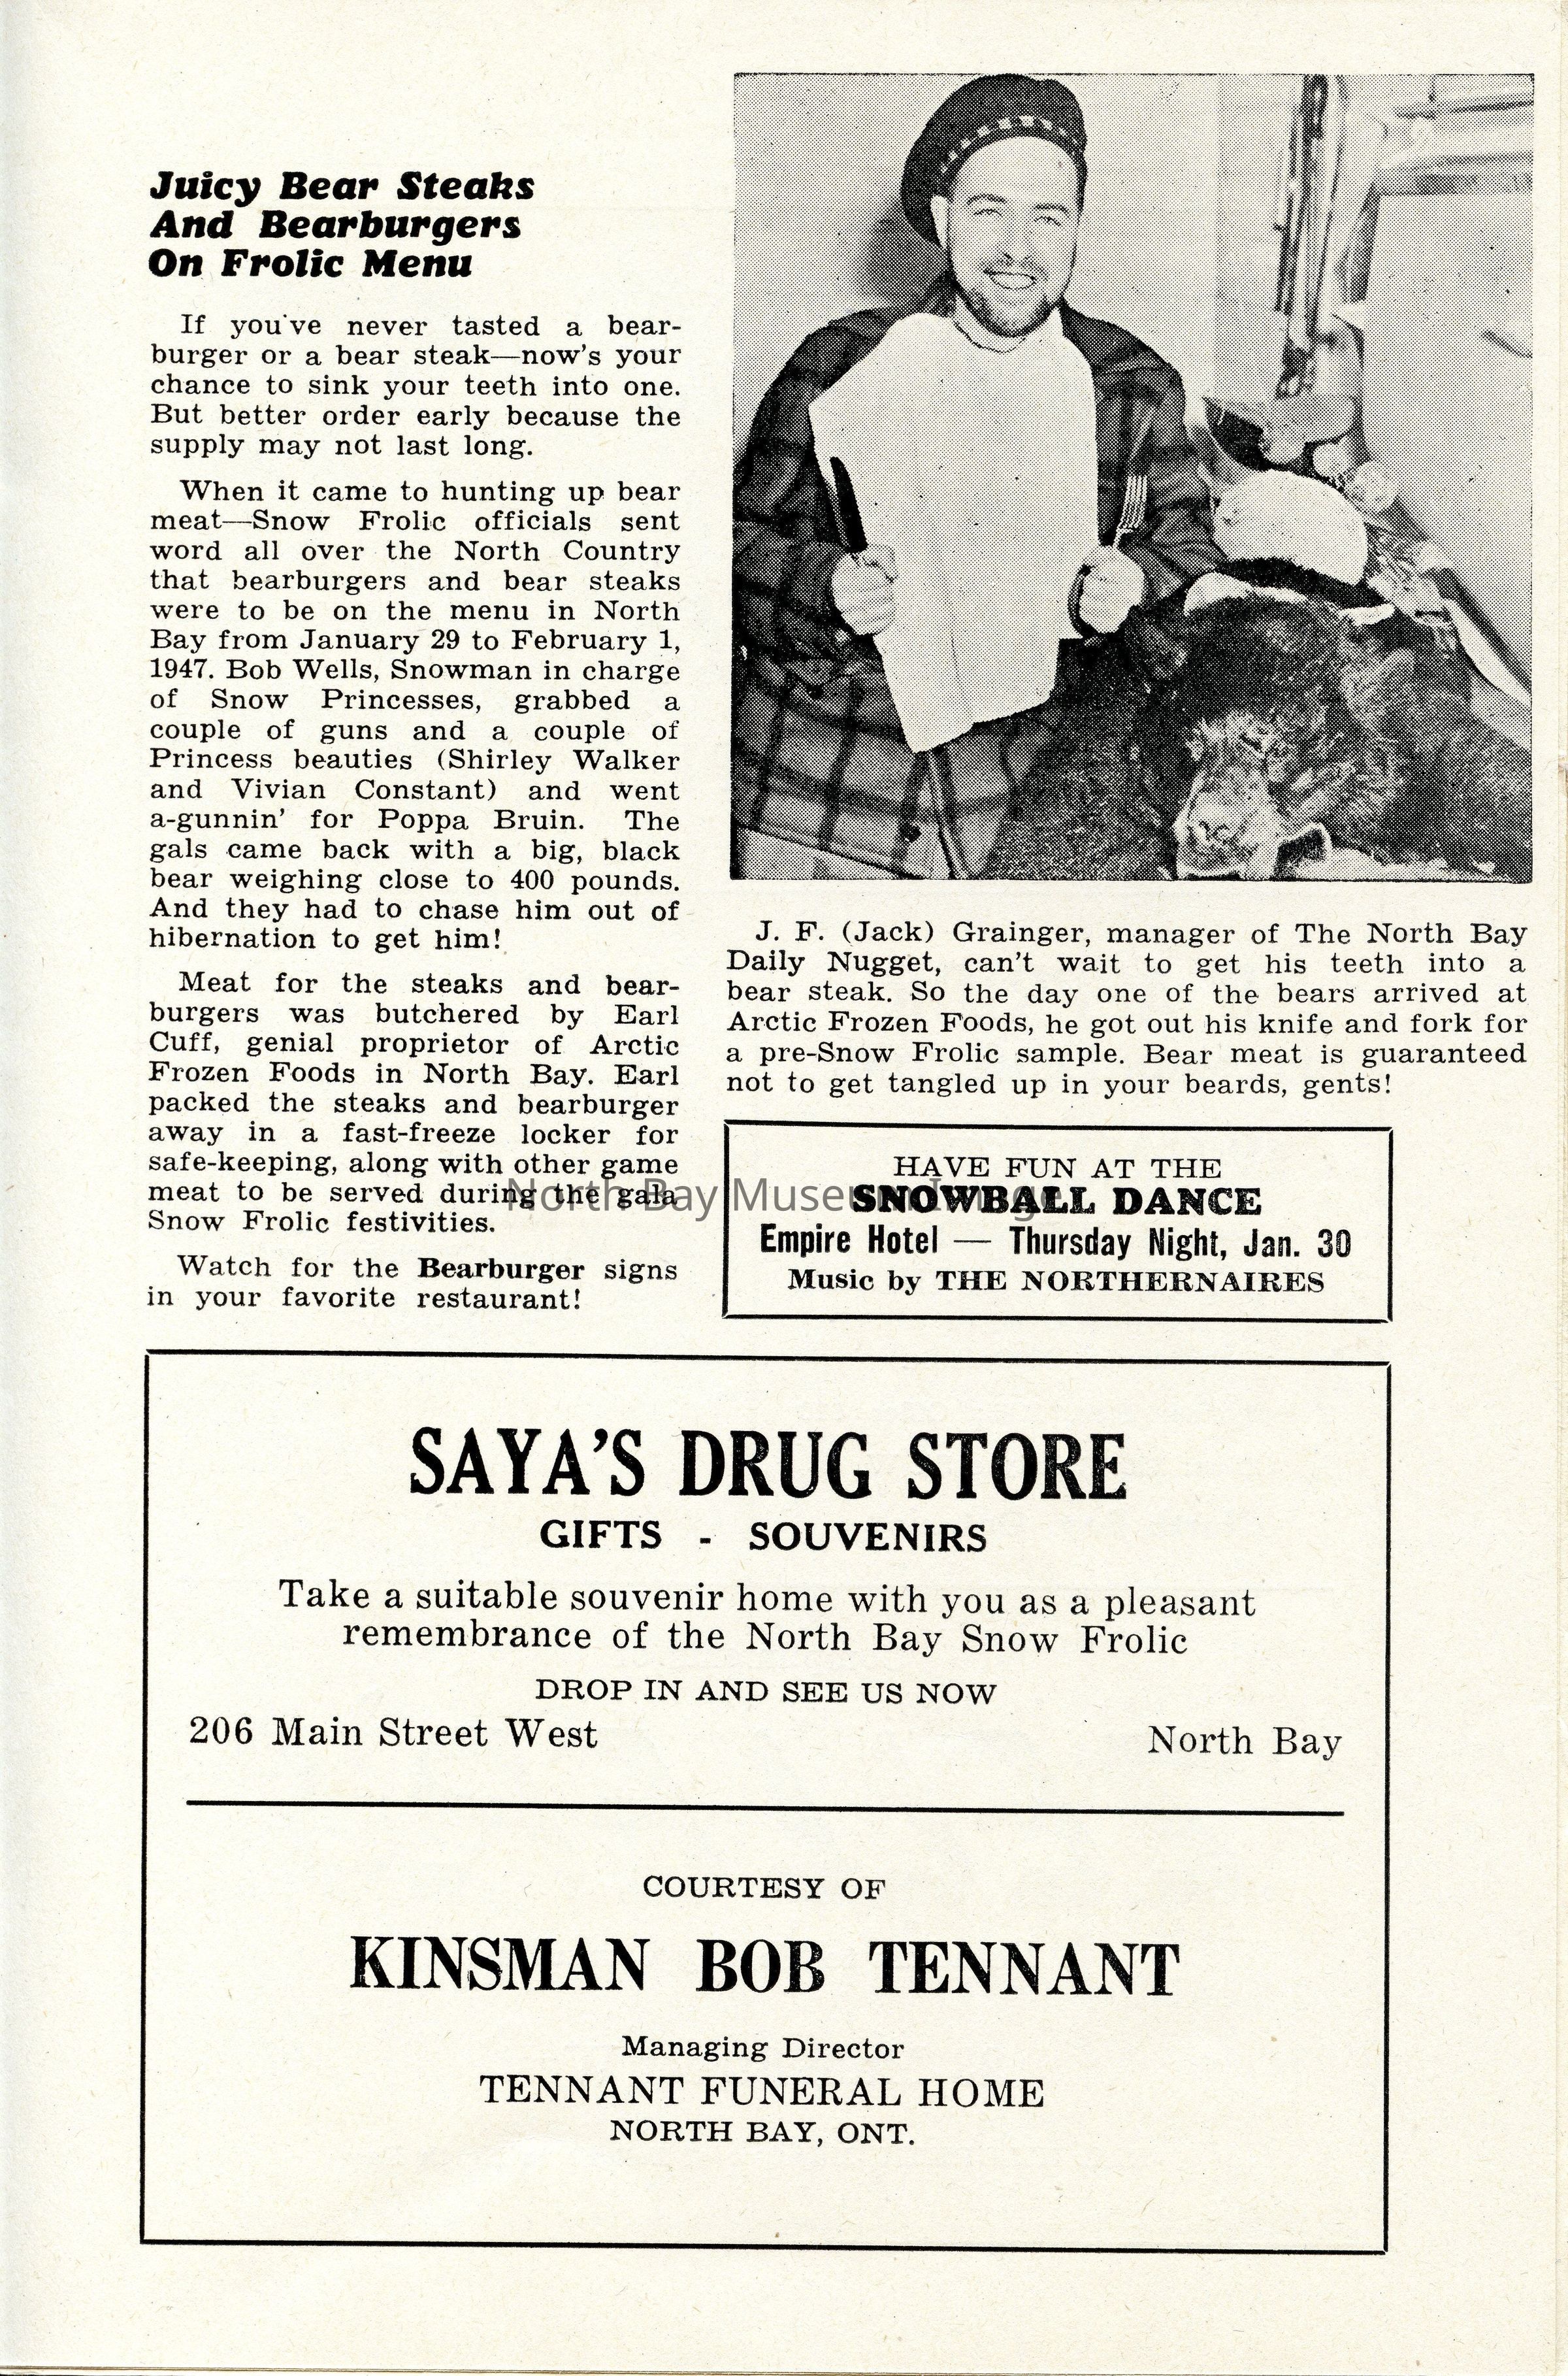 Juicy Bear Steaks
And Bearburgers
On Frolic Menu
If you've never tasted a bear-
burger or a bear steak—now's your
chance to sink your teeth into one.
But better order early because the
supply may not last long.
When it came to hunting up bear
meat—Snow Frolic officials sent
word all over the North Country
that bearburgers and bear steaks
were to be on the menu in North
Bay from January 29 to February 1,
1947. Bob Wells, Snowman in charge
of Snow Princesses, grabbed a
couple of guns and a couple of
Princess beauties (Shirley Walker
and Vivian Constant) and went
a-gunnin' for Poppa Bruin. The
gals came back with a big, black
bear weighing close to 400 pounds.
And they had to chase him out of
hibernation to get him!
Meat for the steaks and bear-
burgers was butchered by Earl
Cuff, genial proprietor of Arctic
Frozen Foods in North Bay. Earl
packed the steaks and bearburger
away in a fast-freeze locker for
safe-keeping, along with other game
meat to be served during the gala
Snow Frolic festivities.
Watch for the Bearburger signs
in your favorite restaurant!
J. F. (Jack) Grainger, manager of The North Bay
Daily Nugget, can't wait to get his teeth into a
bear steak. So the day one of the bears arrived at
Arctic Frozen Foods, he got out his knife and fork for
a pre-Snow Frolic sample. Bear meat is guaranteed
not to get tangled up in your beards, gents!
HAVE FUN AT THE
SNOWBALL DANCE
Empire Hotel — Thursday Night, Jan. 30
Music by THE NORTHERNAIRES
North Bay Museum
SAYA'S DRUG STORE
GIFTS - SOUVENIRS
Take a suitable souvenir home with you as a pleasant
remembrance of the North Bay Snow Frolic
DROP IN AND SEE US NOW
206 Main Street West North Bay
COURTESY OF
KINSMAN BOB TENNANT
Managing Director
TENNANT FUNERAL HOME
NORTH BAY, ONT.